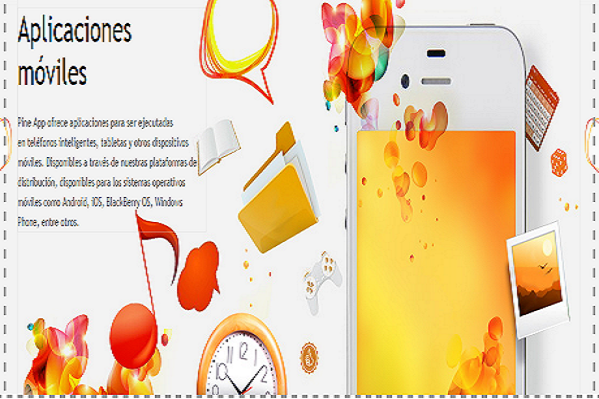 Aplicaciones
móviles
Pine App ofrece aplicaciones para ser ejecutadas
en teléfonos inteligentes, tabletas y otros dispositivos
móviles. Disponibles a través de nuestras plataformas de
distribución, disponibles para los sistemas operativos
móviles como Android, iOS, BlackBerry OS, Windows
Phone, entre otros.
12